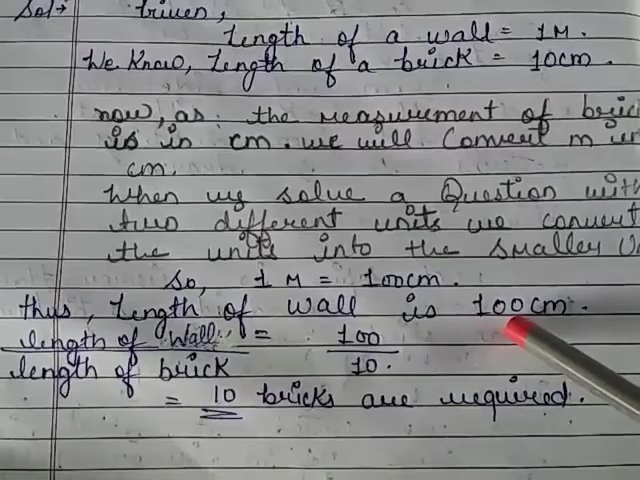 Sol→ Given,
Length of a wall = 1M.
We Know, Length of a brick = 10cm.
now, as the measurement of bric
is in cm. we will Convert m in
cm.
When we solve a Question with
two different units we convert
the units into the smaller
So, 1 M = 100cm.
thus, Length of wall is 100cm.
length of wall = 100
length of brick 10.
= 10 bricks are required.